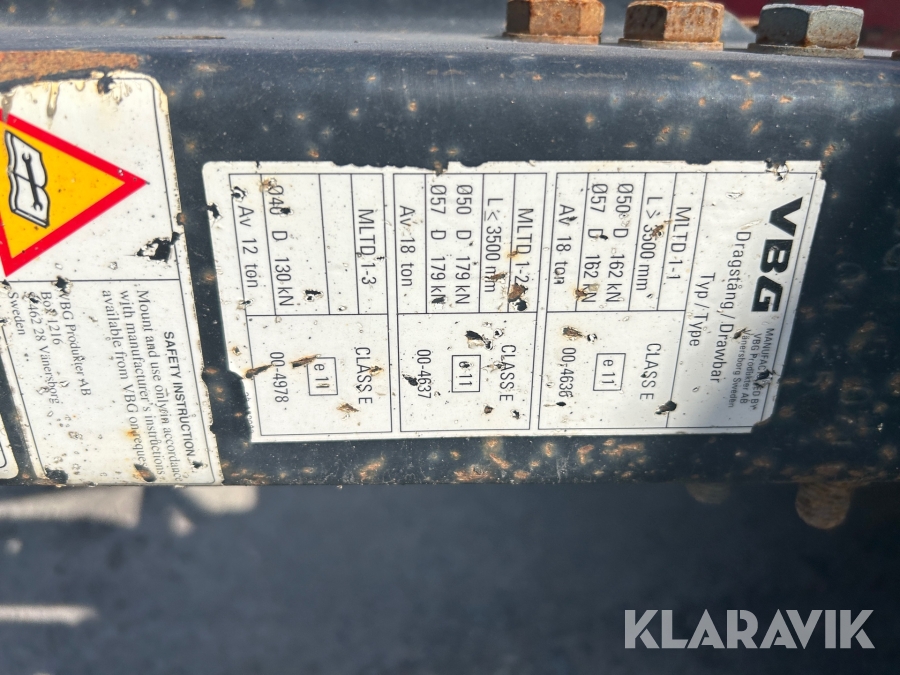 VBG
MANUFACTURED BY
VBG Produkter AB
Vänersborg Sweden
Dragstång / Drawbar
Typ / Type
MLTD 1-1
L ≤ 3500 mm
Ø50 D 162 kN
Ø57 D 162 kN
Av 18 ton
CLASS E
e 11
00-4636
MLTD 1-2
L ≤ 3500 mm
Ø50 D 179 kN
Ø57 D 179 kN
Av 18 ton
CLASS E
e 11
00-4637
MLTD 1-3
Ø40 D 130 kN
Av 12 ton
CLASS E
e 11
00-4978
SAFETY INSTRUCTION
Mount and use only in accordance
with manufacturer's instructions
available from VBG on request
VBG Produkter AB
Box 1216
S-462 28 Vänersborg
Sweden
KLARAVIK